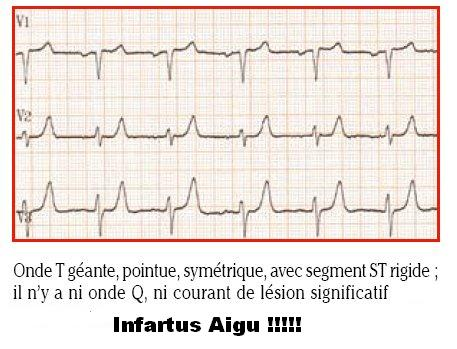 V1
V2
V3
Onde T géante, pointue, symétrique, avec segment ST rigide ;
il n'y a ni onde Q, ni courant de lésion significatif
Infartus Aigu !!!!!